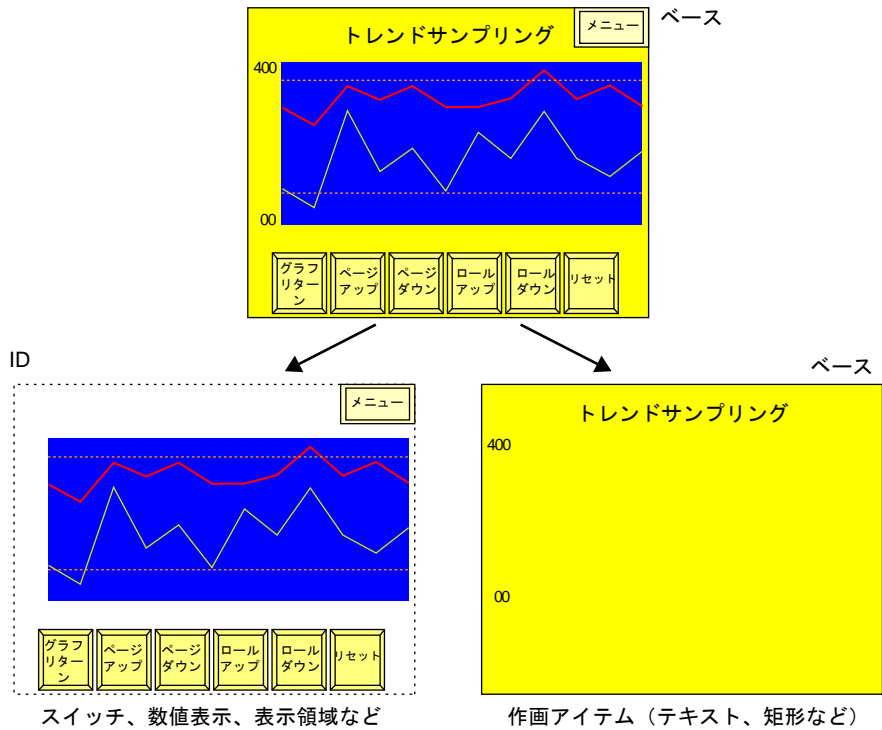 トレンドサンプリング
メニュー
ベース
400
00
グラフ
リター
ン
ページ
アップ
ページ
ダウン
ロール
アップ
ロール
ダウン
リセット
ID
メニュー
グラフ
リター
ン
ページ
アップ
ページ
ダウン
ロール
アップ
ロール
ダウン
リセット
スイッチ、数値表示、表示領域など
ベース
トレンドサンプリング
400
00
作画アイテム（テキスト、矩形など）